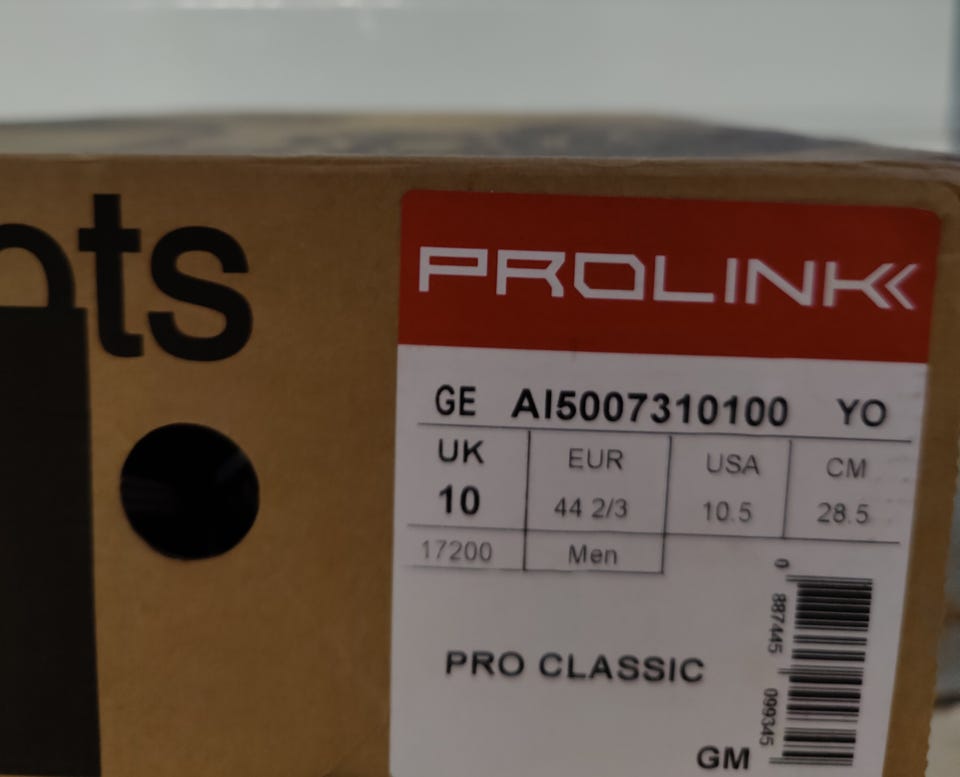 nts
PROLINK
GE AI5007310100 YO
UK EUR USA CM
10 44 2/3 10.5 28.5
17200 Men
0 887445 099345
PRO CLASSIC
GM